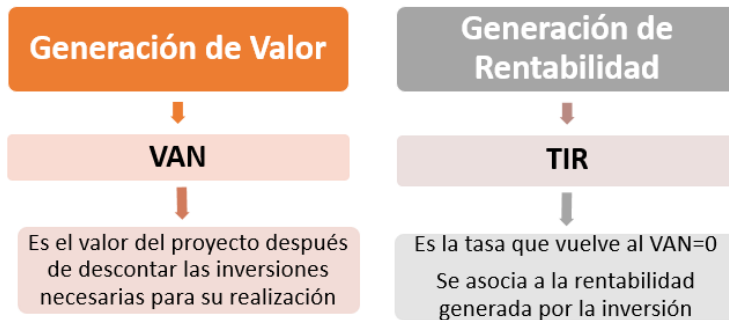 Generación de Valor
VAN
Es el valor del proyecto después
de descontar las inversiones
necesarias para su realización
Generación de
Rentabilidad
TIR
Es la tasa que vuelve al VAN=0
Se asocia a la rentabilidad
generada por la inversión